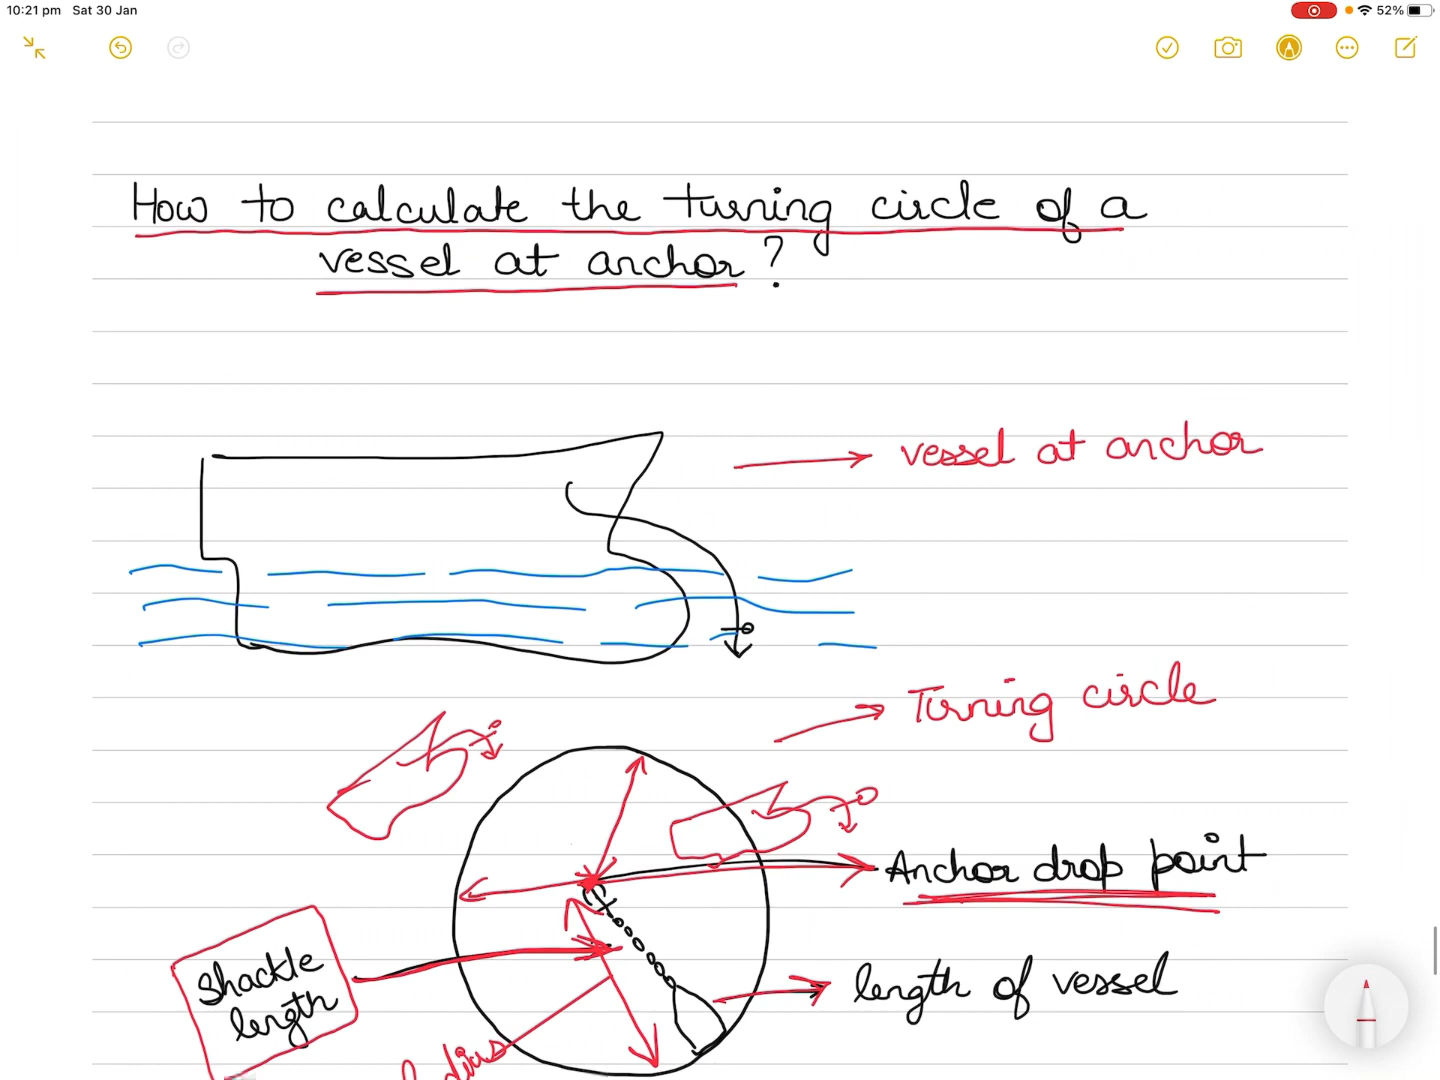 10:21 pm Sat 30 Jan
52%
How to calculate the turning circle of a
vessel at anchor?
vessel at anchor
Turning circle
Anchor drop point
length of vessel
shackle
length